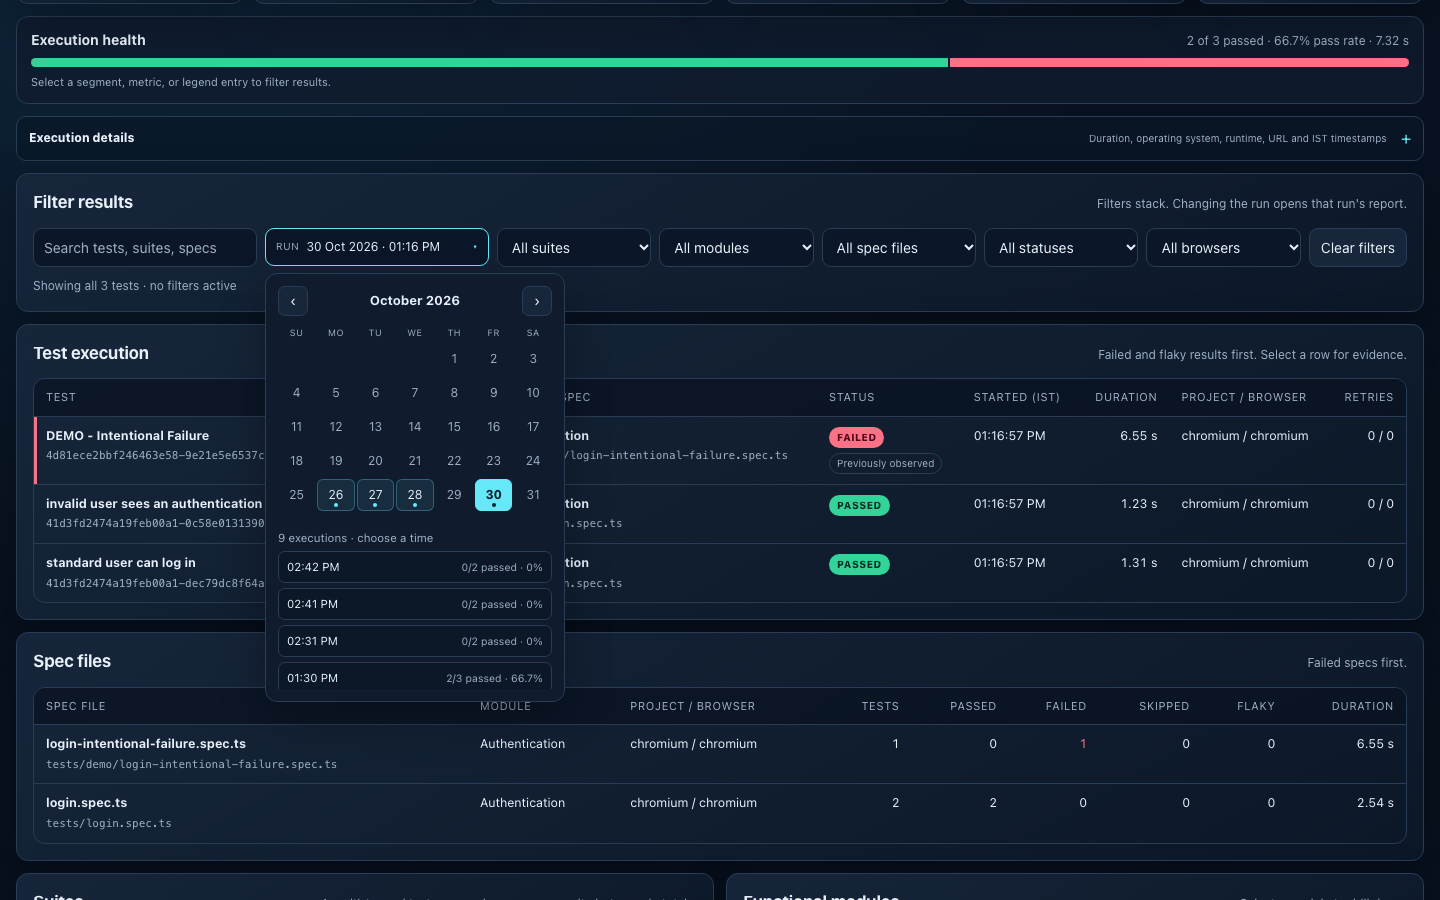 Execution health
2 of 3 passed · 66.7% pass rate · 7.32 s
Select a segment, metric, or legend entry to filter results.
Execution details
Duration, operating system, runtime, URL and IST timestamps +
Filter results
Filters stack. Changing the run opens that run's report.
Search tests, suites, specs
RUN 30 Oct 2026 · 01:16 PM
All suites
All modules
All spec files
All statuses
All browsers
Clear filters
Showing all 3 tests · no filters active
‹ October 2026 ›
SU MO TU WE TH FR SA
1 2 3
4 5 6 7 8 9 10
11 12 13 14 15 16 17
18 19 20 21 22 23 24
25 26 27 28 29 30 31
9 executions · choose a time
02:42 PM 0/2 passed · 0%
02:41 PM 0/2 passed · 0%
02:31 PM 0/2 passed · 0%
01:30 PM 2/3 passed · 66.7%
Test execution
Failed and flaky results first. Select a row for evidence.
TEST SPEC STATUS STARTED (IST) DURATION PROJECT / BROWSER RETRIES
DEMO - Intentional Failure tion FAILED 01:16:57 PM 6.55 s chromium / chromium 0 / 0
4d81ece2bbf246463e58-9e21e5e6537c /login-intentional-failure.spec.ts Previously observed
invalid user sees an authentication tion PASSED 01:16:57 PM 1.23 s chromium / chromium 0 / 0
41d3fd2474a19feb00a1-0c58e0131390 n.spec.ts
standard user can log in tion PASSED 01:16:57 PM 1.31 s chromium / chromium 0 / 0
41d3fd2474a19feb00a1-dec79dc8f64a n.spec.ts
Spec files
Failed specs first.
SPEC FILE MODULE PROJECT / BROWSER TESTS PASSED FAILED SKIPPED FLAKY DURATION
login-intentional-failure.spec.ts Authentication chromium / chromium 1 0 1 0 0 6.55 s
tests/demo/login-intentional-failure.spec.ts
login.spec.ts Authentication chromium / chromium 2 2 0 0 0 2.54 s
tests/login.spec.ts
Suites
Functional modules